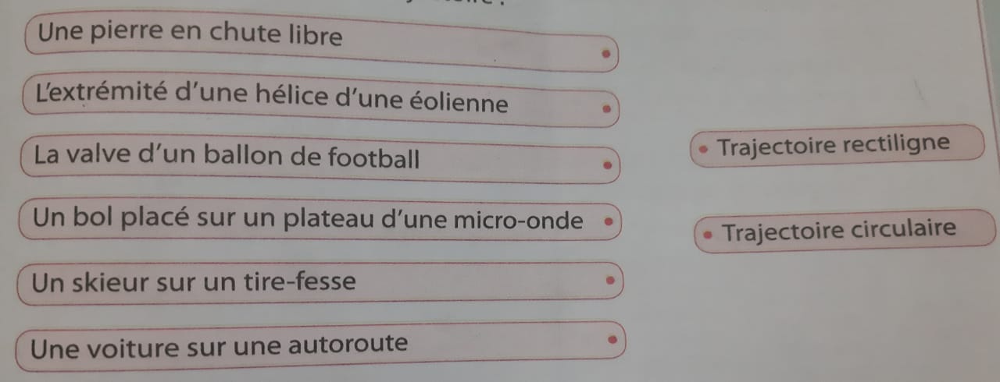 Une pierre en chute libre
L'extrémité d'une hélice d'une éolienne
La valve d'un ballon de football
Un bol placé sur un plateau d'une micro-onde
Un skieur sur un tire-fesse
Une voiture sur une autoroute
• Trajectoire rectiligne
• Trajectoire circulaire